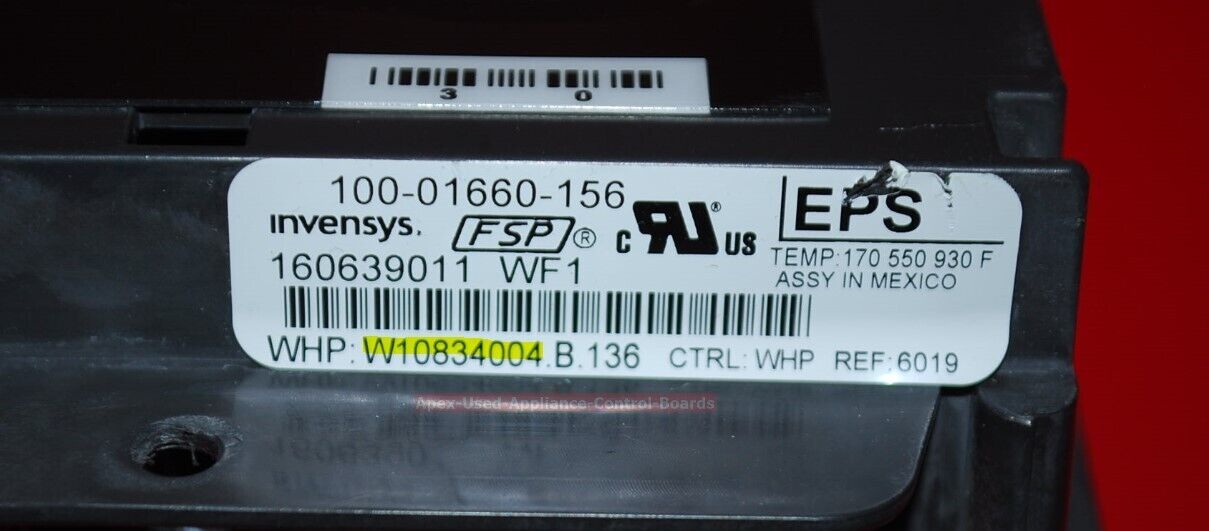 3 0
100-01660-156
invensys. FSP® c RU® US EPS
160639011 WF1
TEMP:170 550 930 F
ASSY IN MEXICO
WHP: W10834004.B.136 CTRL: WHP REF:6019
Apex-Used-Appliance-Control-Boards